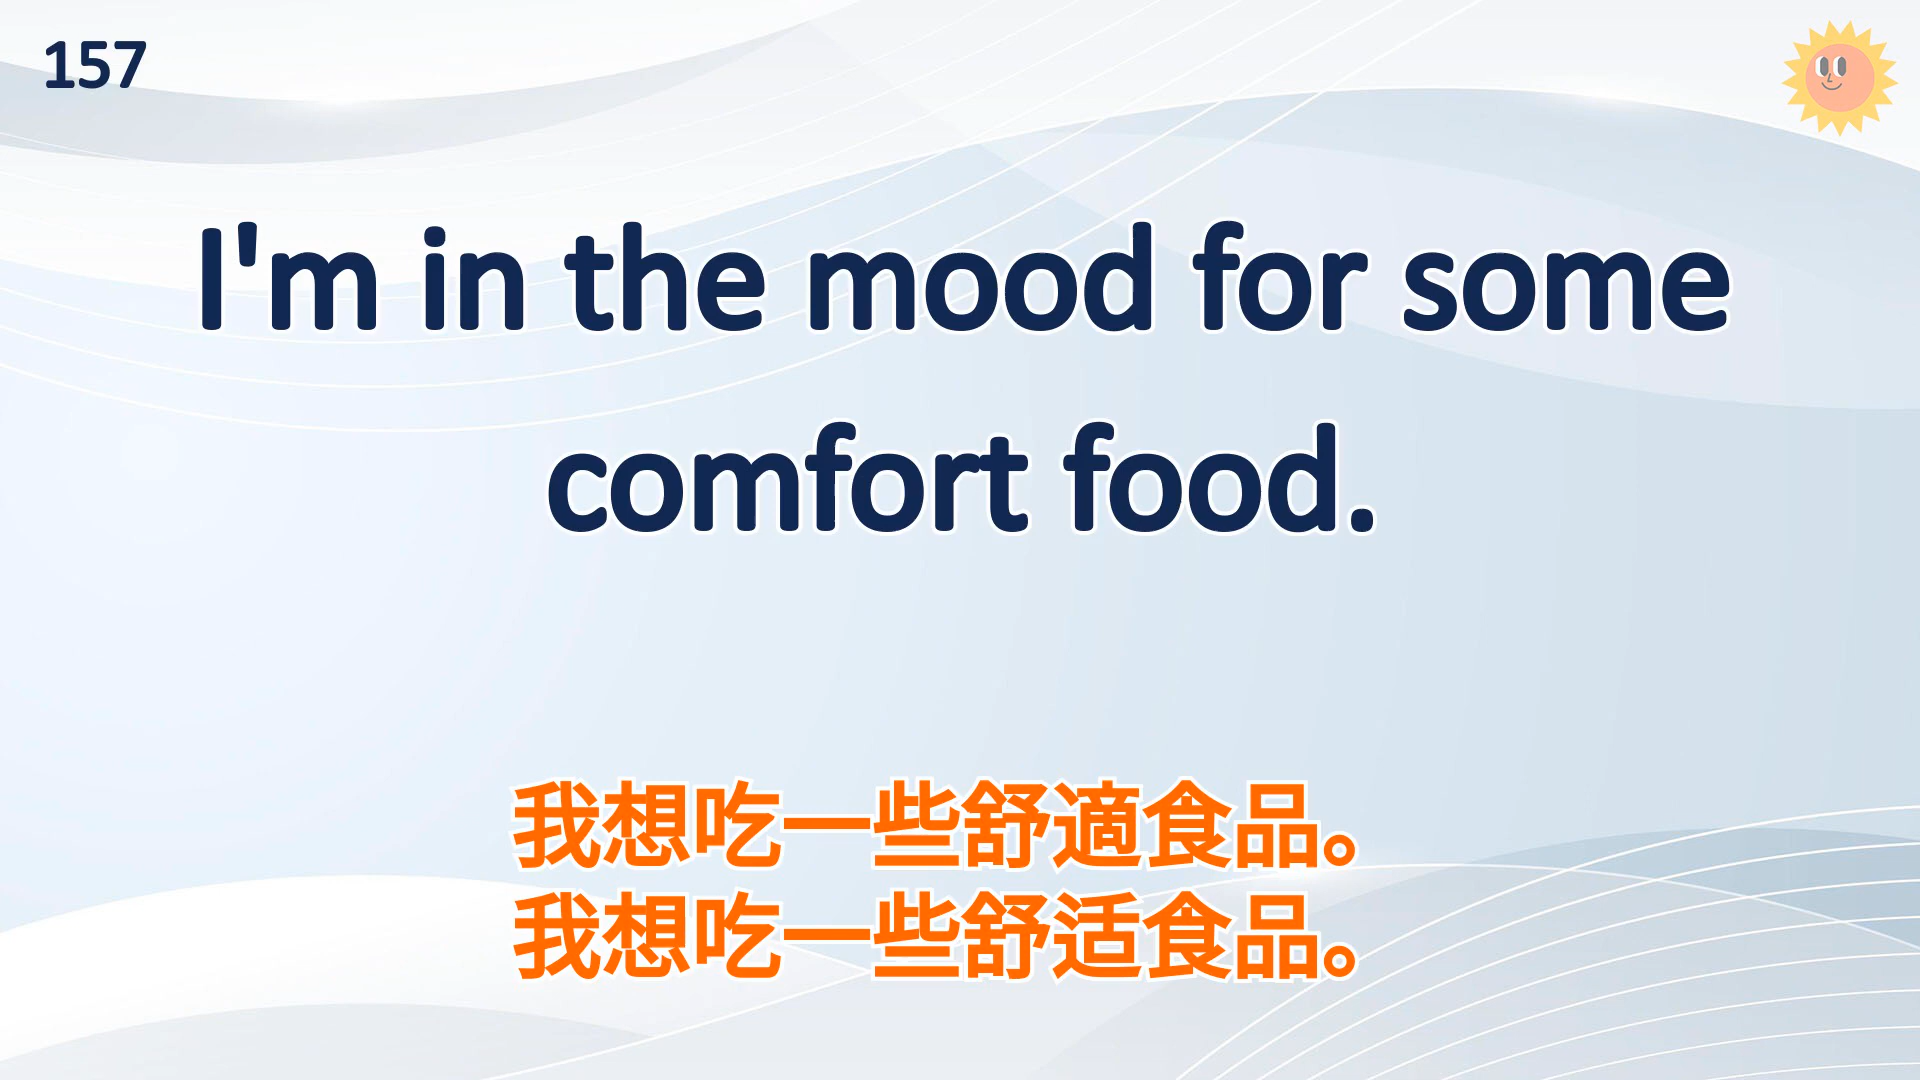 157
I'm in the mood for some
comfort food.
我想吃一些舒適食品。
我想吃一些舒适食品。